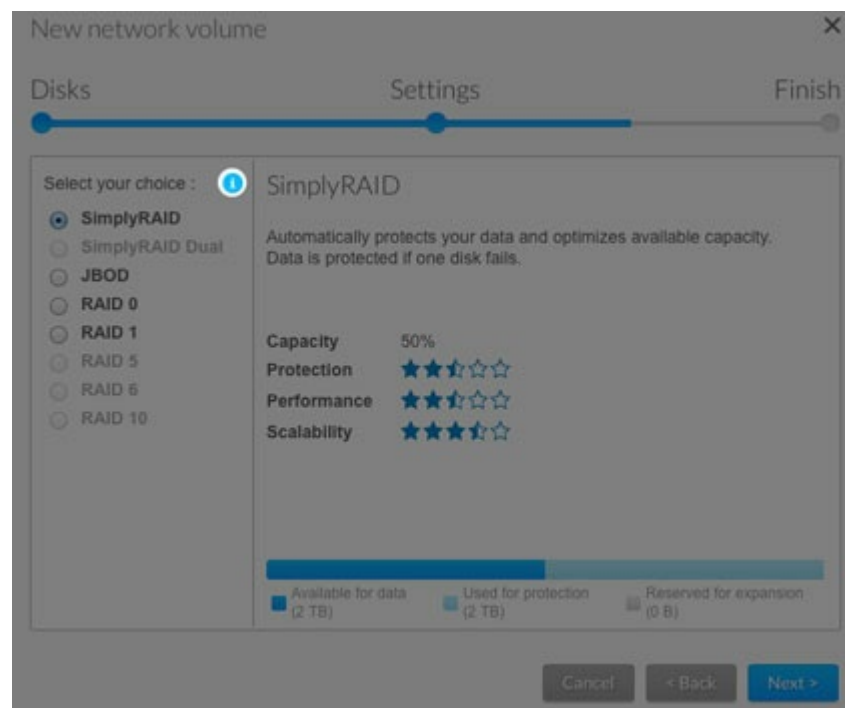 New network volume
Disks Settings Finish
Select your choice :
SimplyRAID
SimplyRAID Dual
JBOD
RAID 0
RAID 1
RAID 5
RAID 6
RAID 10
SimplyRAID
Automatically protects your data and optimizes available capacity.
Data is protected if one disk fails.
Capacity 50%
Protection
Performance
Scalability
Available for data
(2 TB)
Used for protection
(2 TB)
Reserved for expansion
(0 B)
Cancel < Back Next >